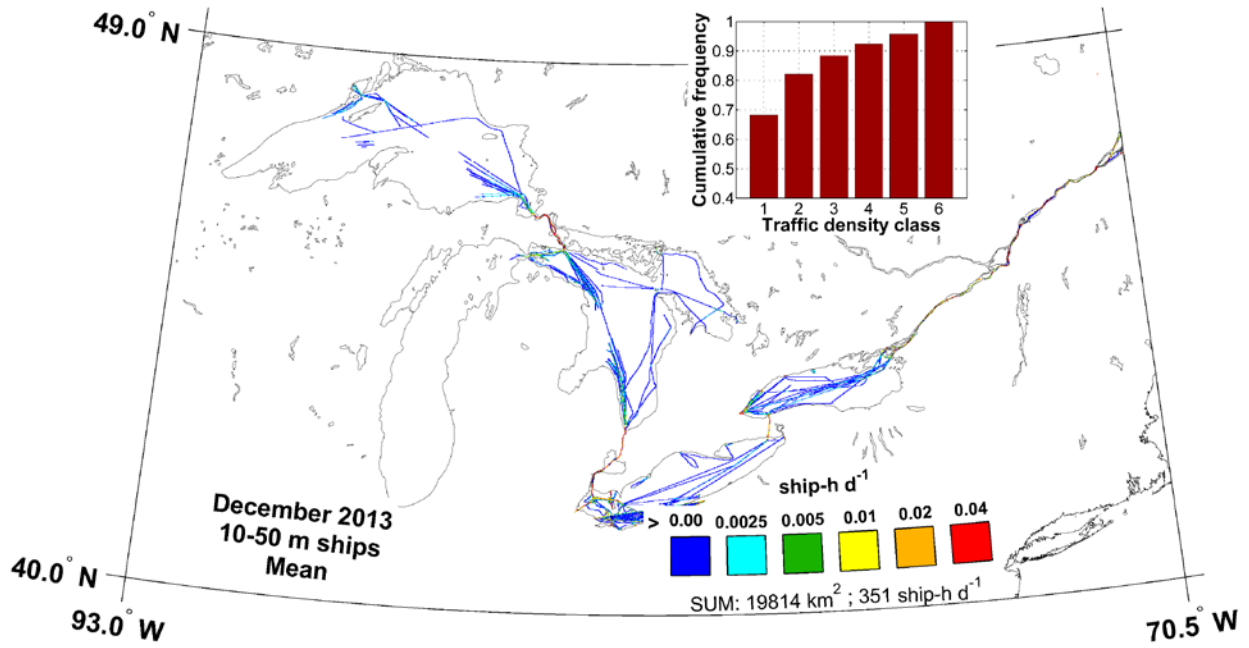 49.0° N
Cumulative frequency
1
0.9
0.8
0.7
0.6
0.5
0.4
1 2 3 4 5 6
Traffic density class
December 2013
10-50 m ships
Mean
ship-h d⁻¹
> 0.00 0.0025 0.005 0.01 0.02 0.04
SUM: 19814 km² ; 351 ship-h d⁻¹
40.0° N
93.0° W
70.5° W